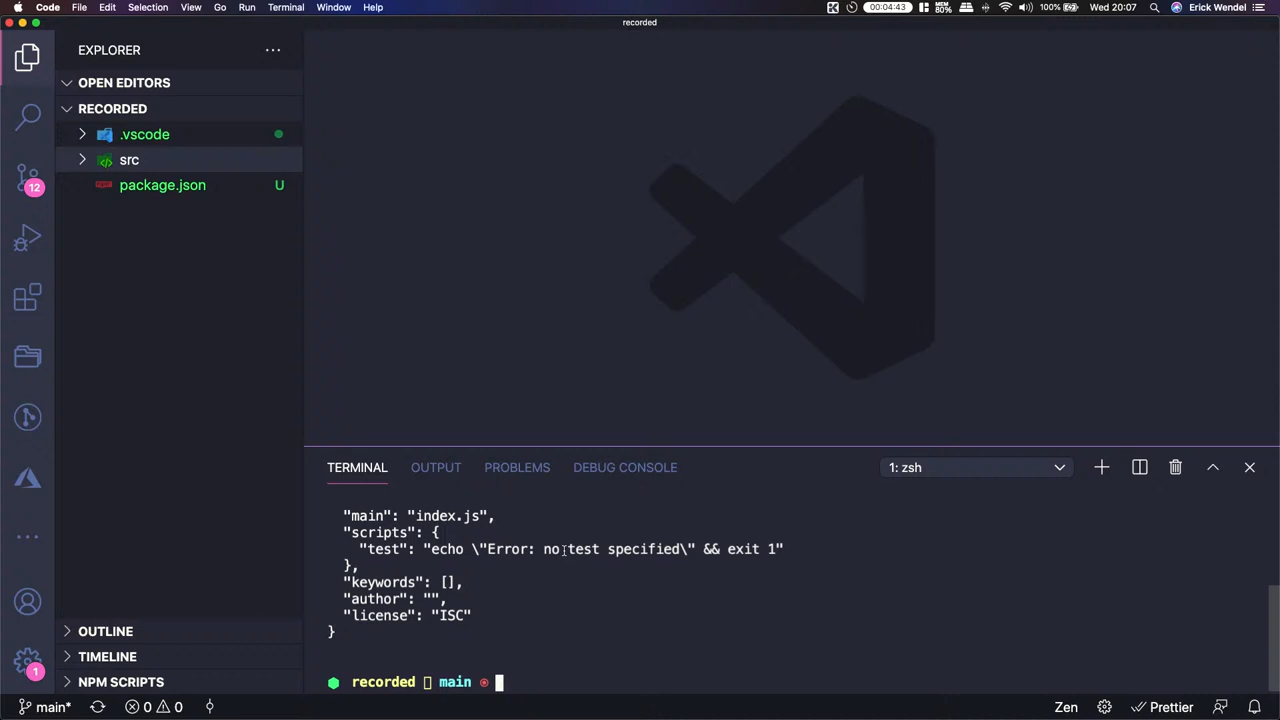 Code File Edit Selection View Go Run Terminal Window Help 00:04:43 MEM 80% 100% Wed 20:07 Erick Wendel
recorded
EXPLORER
OPEN EDITORS
RECORDED
.vscode
src
package.json U
12
OUTLINE
TIMELINE
NPM SCRIPTS
1
TERMINAL OUTPUT PROBLEMS DEBUG CONSOLE 1: zsh
"main": "index.js",
"scripts": {
"test": "echo \"Error: no test specified\" && exit 1"
},
"keywords": [],
"author": "",
"license": "ISC"
}
recorded main
main* 0 0 Zen Prettier